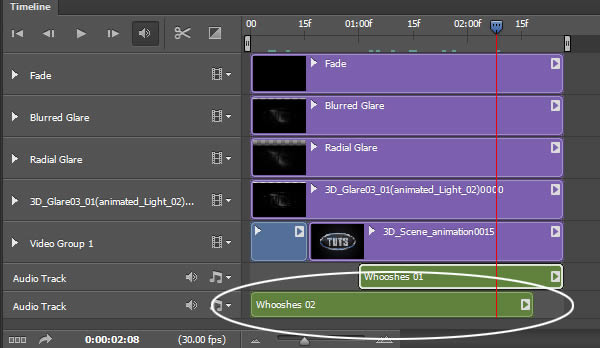 Timeline
00 15f 01:00f 15f 02:00f 15f
Fade Fade
Blurred Glare Blurred Glare
Radial Glare Radial Glare
3D_Glare03_01(animated_Light_02)... 3D_Glare03_01(animated_Light_02)0000
Video Group 1 TUTS 3D_Scene_animation0015
Audio Track Whooshes 01
Audio Track Whooshes 02
0:00:02:08 (30.00 fps)